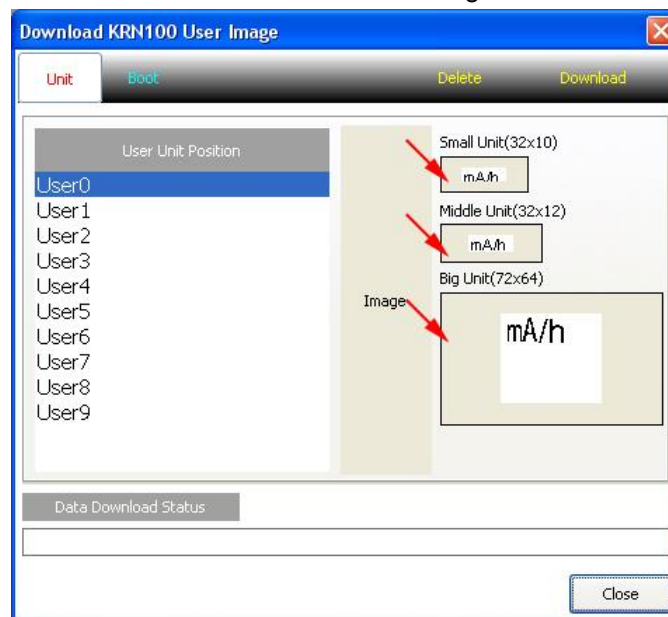 Download KRN100 User Image
Unit Boot Delete Download
User Unit Position
User0
User1
User2
User3
User4
User5
User6
User7
User8
User9
Image
Small Unit(32x10)
mA/h
Middle Unit(32x12)
mA/h
Big Unit(72x64)
mA/h
Data Download Status
Close